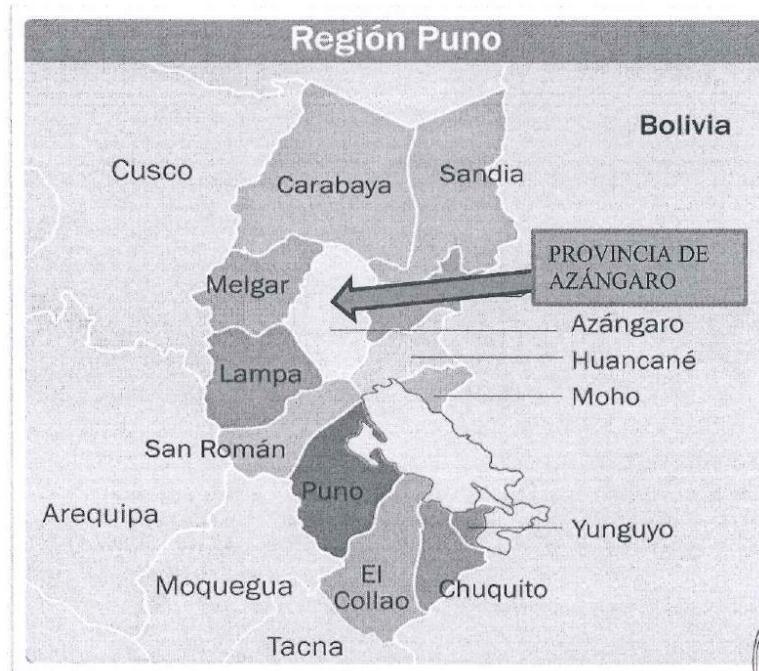 Región Puno
Bolivia
Cusco
Carabaya
Sandia
PROVINCIA DE
AZÁNGARO
Melgar
Azángaro
Huancané
Lampa
Moho
San Román
Puno
Arequipa
Yunguyo
Moquegua
El
Collao
Chuquito
Tacna